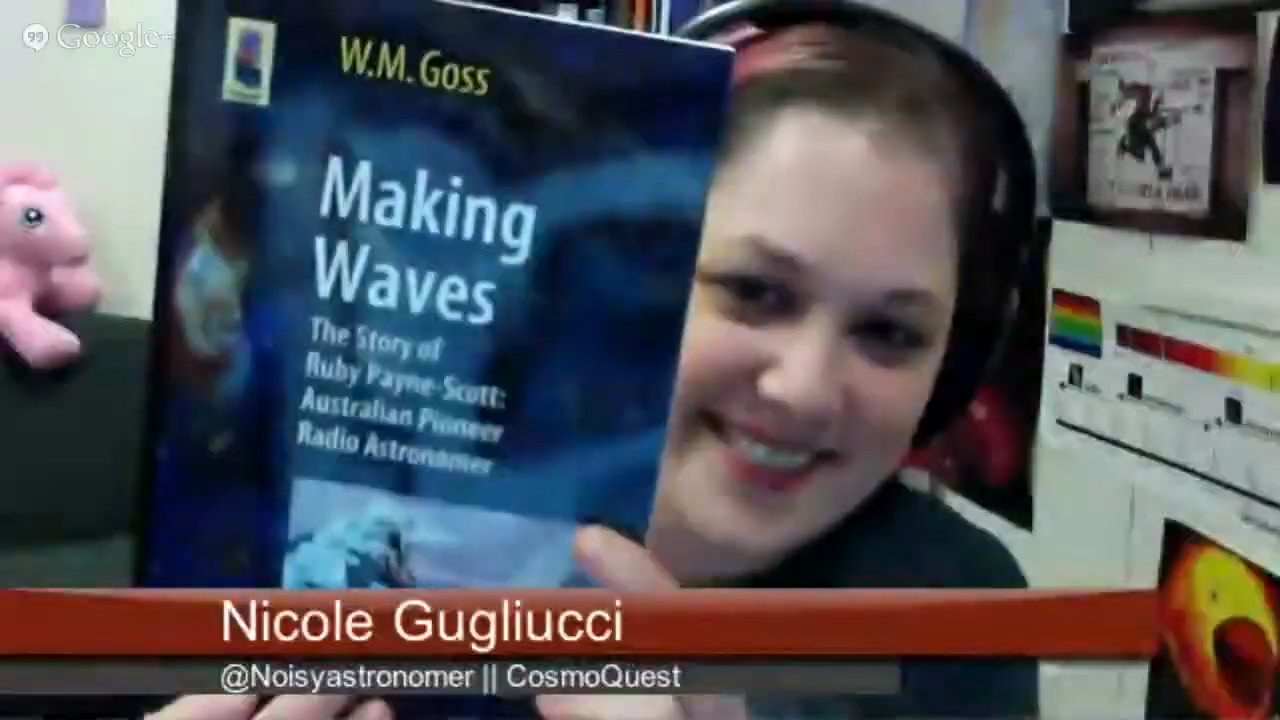 Google+
W.M. Goss
Making
Waves
The Story of
Ruby Payne-Scott:
Australian Pioneer
Radio Astronomer
Nicole Gugliucci
@Noisyastronomer || CosmoQuest